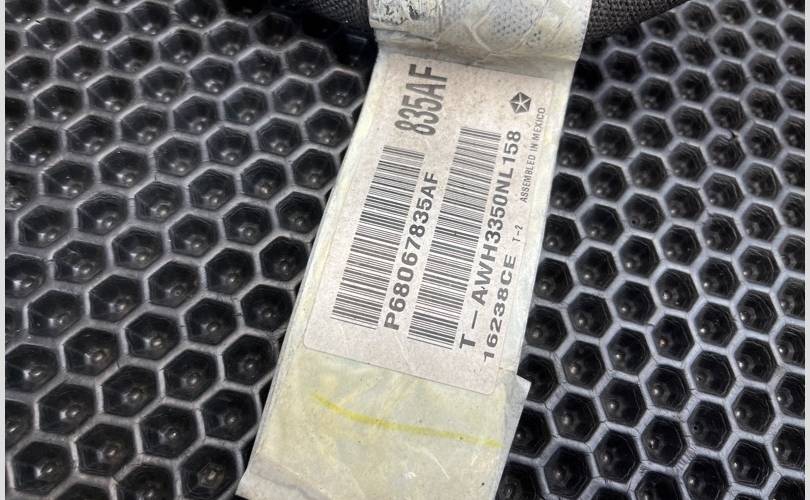 835AF
P68067835AF
T-AWH3350NL158
16238CE T-2
ASSEMBLED IN MEXICO